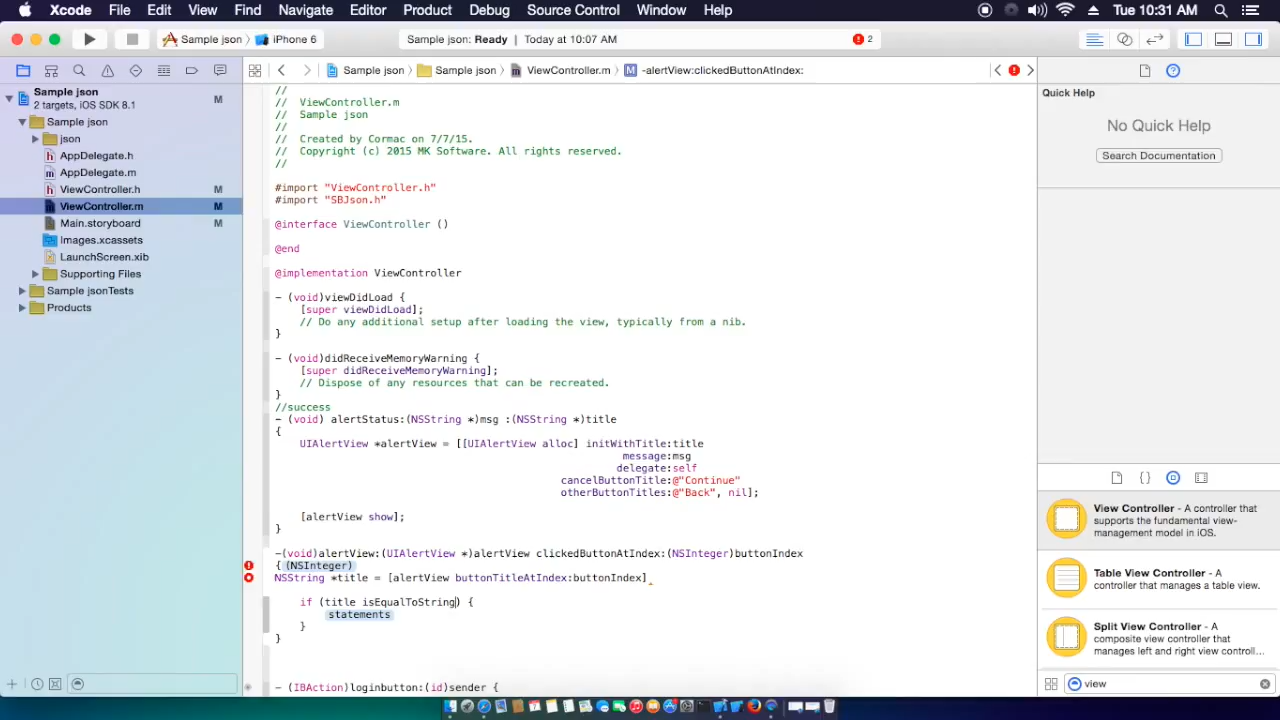 Xcode File Edit View Find Navigate Editor Product Debug Source Control Window Help Tue 10:31 AM
Sample json iPhone 6 Sample json: Ready Today at 10:07 AM 2
Sample json Sample json ViewController.m -alertView:clickedButtonAtIndex:
Sample json M
2 targets, iOS SDK 8.1
Sample json
json
AppDelegate.h
AppDelegate.m
ViewController.h M
ViewController.m M
Main.storyboard M
Images.xcassets
LaunchScreen.xib
Supporting Files
Sample jsonTests
Products
//
// ViewController.m
// Sample json
//
// Created by Cormac on 7/7/15.
// Copyright (c) 2015 MK Software. All rights reserved.
//
#import "ViewController.h"
#import "SBJson.h"
@interface ViewController ()
@end
@implementation ViewController
- (void)viewDidLoad {
[super viewDidLoad];
// Do any additional setup after loading the view, typically from a nib.
}
- (void)didReceiveMemoryWarning {
[super didReceiveMemoryWarning];
// Dispose of any resources that can be recreated.
}
//success
- (void) alertStatus:(NSString *)msg :(NSString *)title
{
UIAlertView *alertView = [[UIAlertView alloc] initWithTitle:title
message:msg
delegate:self
cancelButtonTitle:@"Continue"
otherButtonTitles:@"Back", nil];
[alertView show];
}
-(void)alertView:(UIAlertView *)alertView clickedButtonAtIndex:(NSInteger)buttonIndex
{ (NSInteger)
NSString *title = [alertView buttonTitleAtIndex:buttonIndex]
if (title isEqualToString) {
statements
}
}
- (IBAction)loginbutton:(id)sender {
Quick Help
No Quick Help
Search Documentation
View Controller - A controller that
supports the fundamental view-
management model in iOS.
Table View Controller - A
controller that manages a table view.
Split View Controller - A
composite view controller that
manages left and right view controll...
view